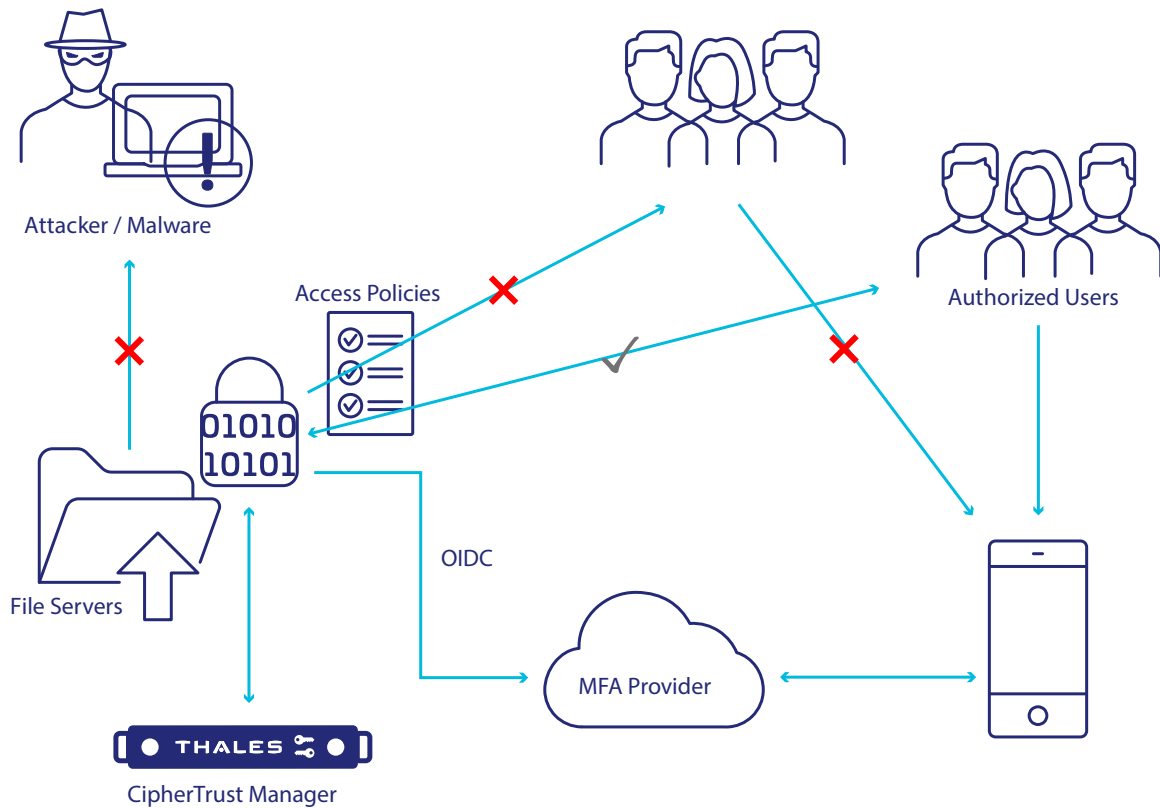 Attacker / Malware
Access Policies
Authorized Users
01010
10101
File Servers
OIDC
MFA Provider
THALES
CipherTrust Manager